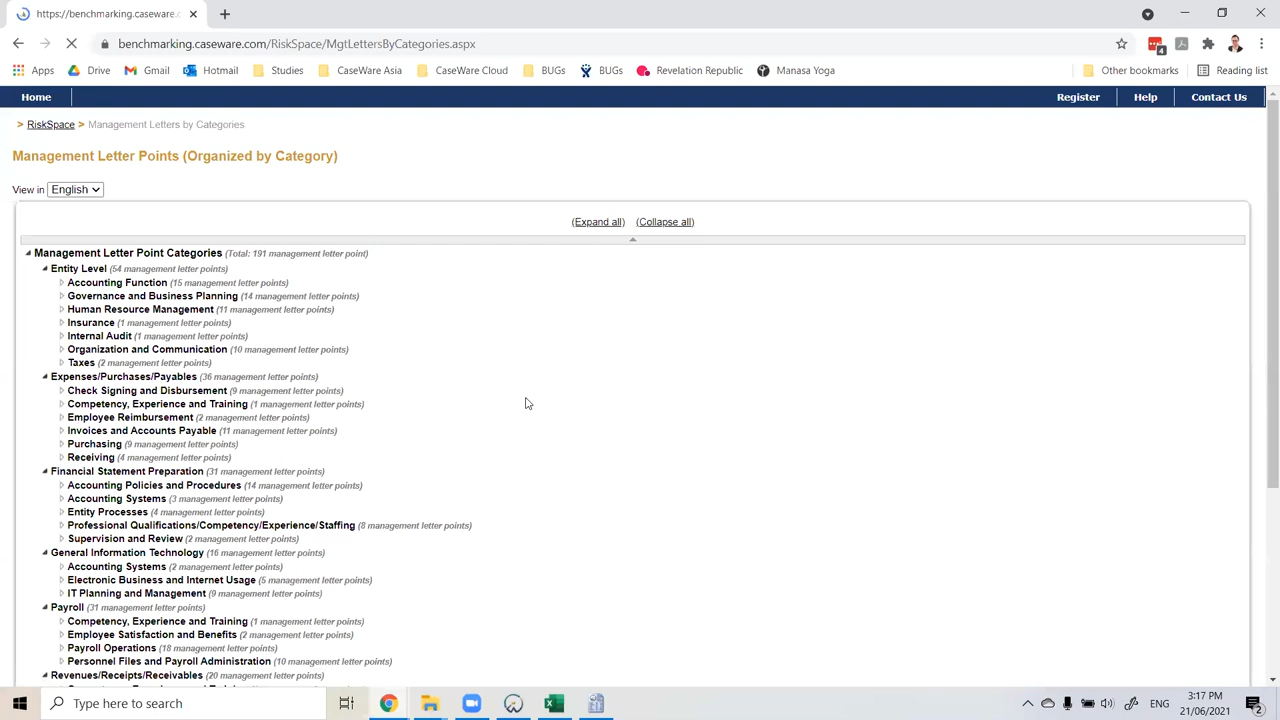 https://benchmarking.caseware.c
benchmarking.caseware.com/RiskSpace/MgtLettersByCategories.aspx
4
Apps Drive Gmail Hotmail Studies CaseWare Asia CaseWare Cloud BUGs BUGs Revelation Republic Manasa Yoga Other bookmarks Reading list
Home Register Help Contact Us
> RiskSpace > Management Letters by Categories
Management Letter Points (Organized by Category)
View in English
(Expand all) (Collapse all)
Management Letter Point Categories (Total: 191 management letter point)
Entity Level (54 management letter points)
Accounting Function (15 management letter points)
Governance and Business Planning (14 management letter points)
Human Resource Management (11 management letter points)
Insurance (1 management letter points)
Internal Audit (1 management letter points)
Organization and Communication (10 management letter points)
Taxes (2 management letter points)
Expenses/Purchases/Payables (36 management letter points)
Check Signing and Disbursement (9 management letter points)
Competency, Experience and Training (1 management letter points)
Employee Reimbursement (2 management letter points)
Invoices and Accounts Payable (11 management letter points)
Purchasing (9 management letter points)
Receiving (4 management letter points)
Financial Statement Preparation (31 management letter points)
Accounting Policies and Procedures (14 management letter points)
Accounting Systems (3 management letter points)
Entity Processes (4 management letter points)
Professional Qualifications/Competency/Experience/Staffing (8 management letter points)
Supervision and Review (2 management letter points)
General Information Technology (16 management letter points)
Accounting Systems (2 management letter points)
Electronic Business and Internet Usage (5 management letter points)
IT Planning and Management (9 management letter points)
Payroll (31 management letter points)
Competency, Experience and Training (1 management letter points)
Employee Satisfaction and Benefits (2 management letter points)
Payroll Operations (18 management letter points)
Personnel Files and Payroll Administration (10 management letter points)
Revenues/Receipts/Receivables (20 management letter points)
Type here to search
ENG
3:17 PM
21/06/2021
2